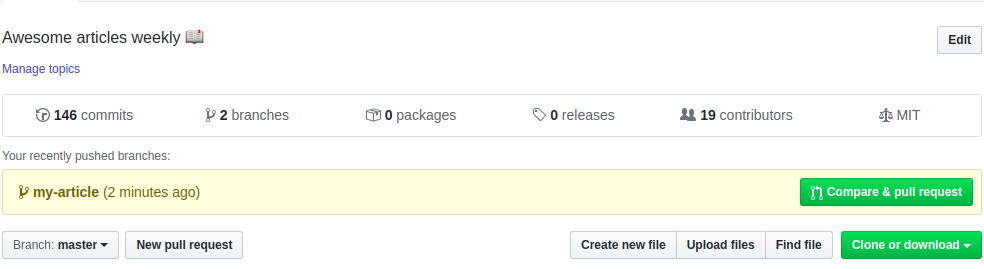 Awesome articles weekly 📖
Edit
Manage topics
146 commits 2 branches 0 packages 0 releases 19 contributors MIT
Your recently pushed branches:
my-article (2 minutes ago) Compare & pull request
Branch: master New pull request Create new file Upload files Find file Clone or download